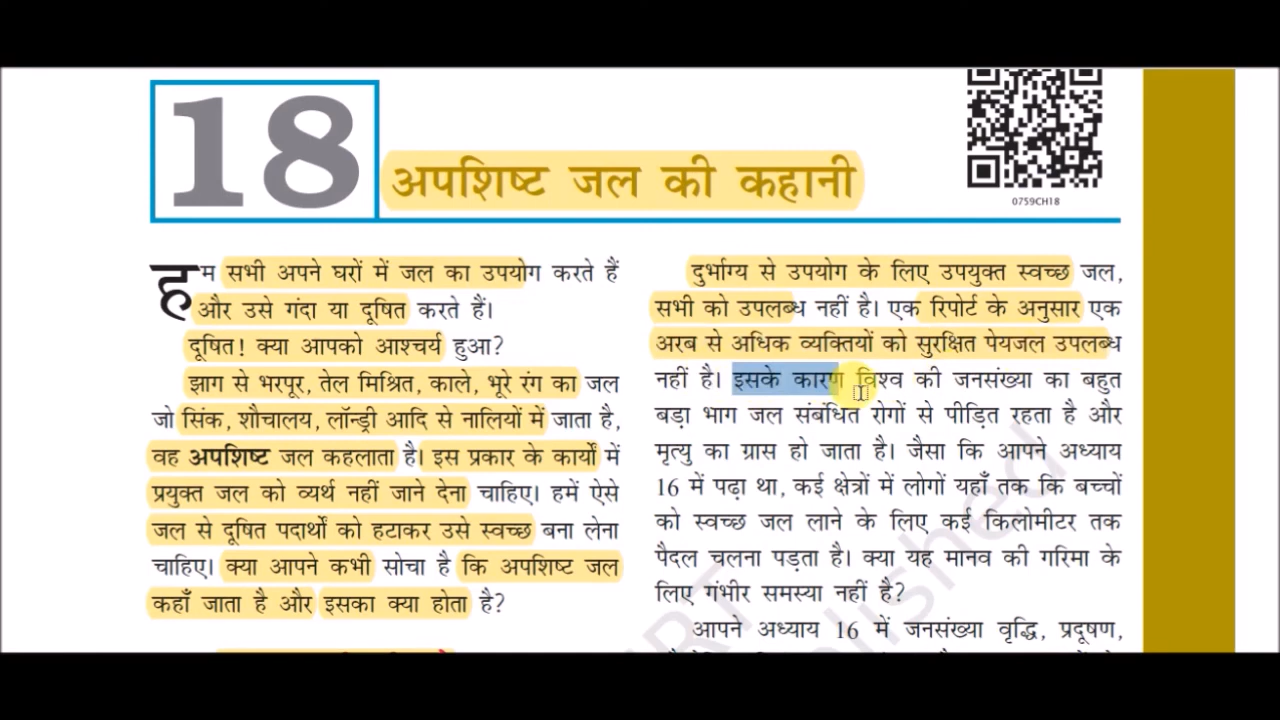 18
अपशिष्ट जल की कहानी
0759CH18
हम सभी अपने घरों में जल का उपयोग करते हैं
और उसे गंदा या दूषित करते हैं।
दूषित! क्या आपको आश्चर्य हुआ?
झाग से भरपूर, तेल मिश्रित, काले, भूरे रंग का जल
जो सिंक, शौचालय, लॉन्ड्री आदि से नालियों में जाता है,
वह अपशिष्ट जल कहलाता है। इस प्रकार के कार्यों में
प्रयुक्त जल को व्यर्थ नहीं जाने देना चाहिए। हमें ऐसे
जल से दूषित पदार्थों को हटाकर उसे स्वच्छ बना लेना
चाहिए। क्या आपने कभी सोचा है कि अपशिष्ट जल
कहाँ जाता है और इसका क्या होता है?
दुर्भाग्य से उपयोग के लिए उपयुक्त स्वच्छ जल,
सभी को उपलब्ध नहीं है। एक रिपोर्ट के अनुसार एक
अरब से अधिक व्यक्तियों को सुरक्षित पेयजल उपलब्ध
नहीं है। इसके कारण विश्व की जनसंख्या का बहुत
बड़ा भाग जल संबंधित रोगों से पीड़ित रहता है और
मृत्यु का ग्रास हो जाता है। जैसा कि आपने अध्याय
16 में पढ़ा था, कई क्षेत्रों में लोगों यहाँ तक कि बच्चों
को स्वच्छ जल लाने के लिए कई किलोमीटर तक
पैदल चलना पड़ता है। क्या यह मानव की गरिमा के
लिए गंभीर समस्या नहीं है?
आपने अध्याय 16 में जनसंख्या वृद्धि, प्रदूषण,